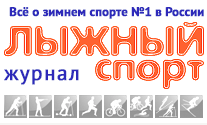 Всё о зимнем спорте №1 в России
ЛЫЖНЫЙ
журнал спорт